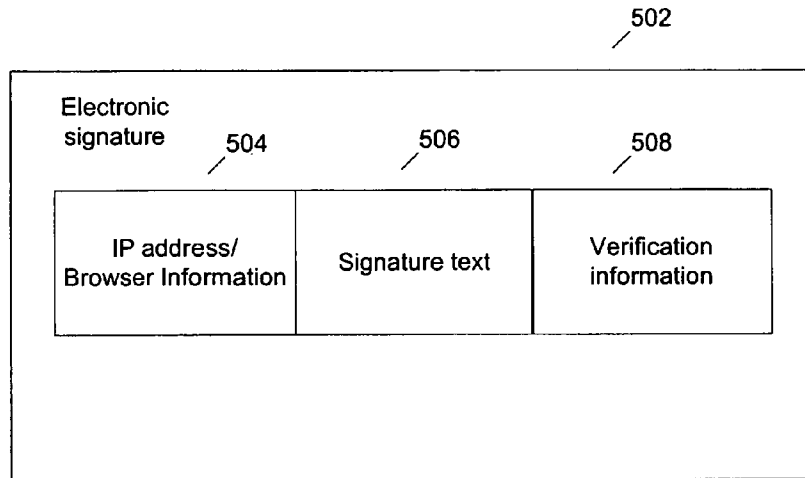 502
Electronic
signature
504
506
508
IP address/
Browser Information
Signature text
Verification
information